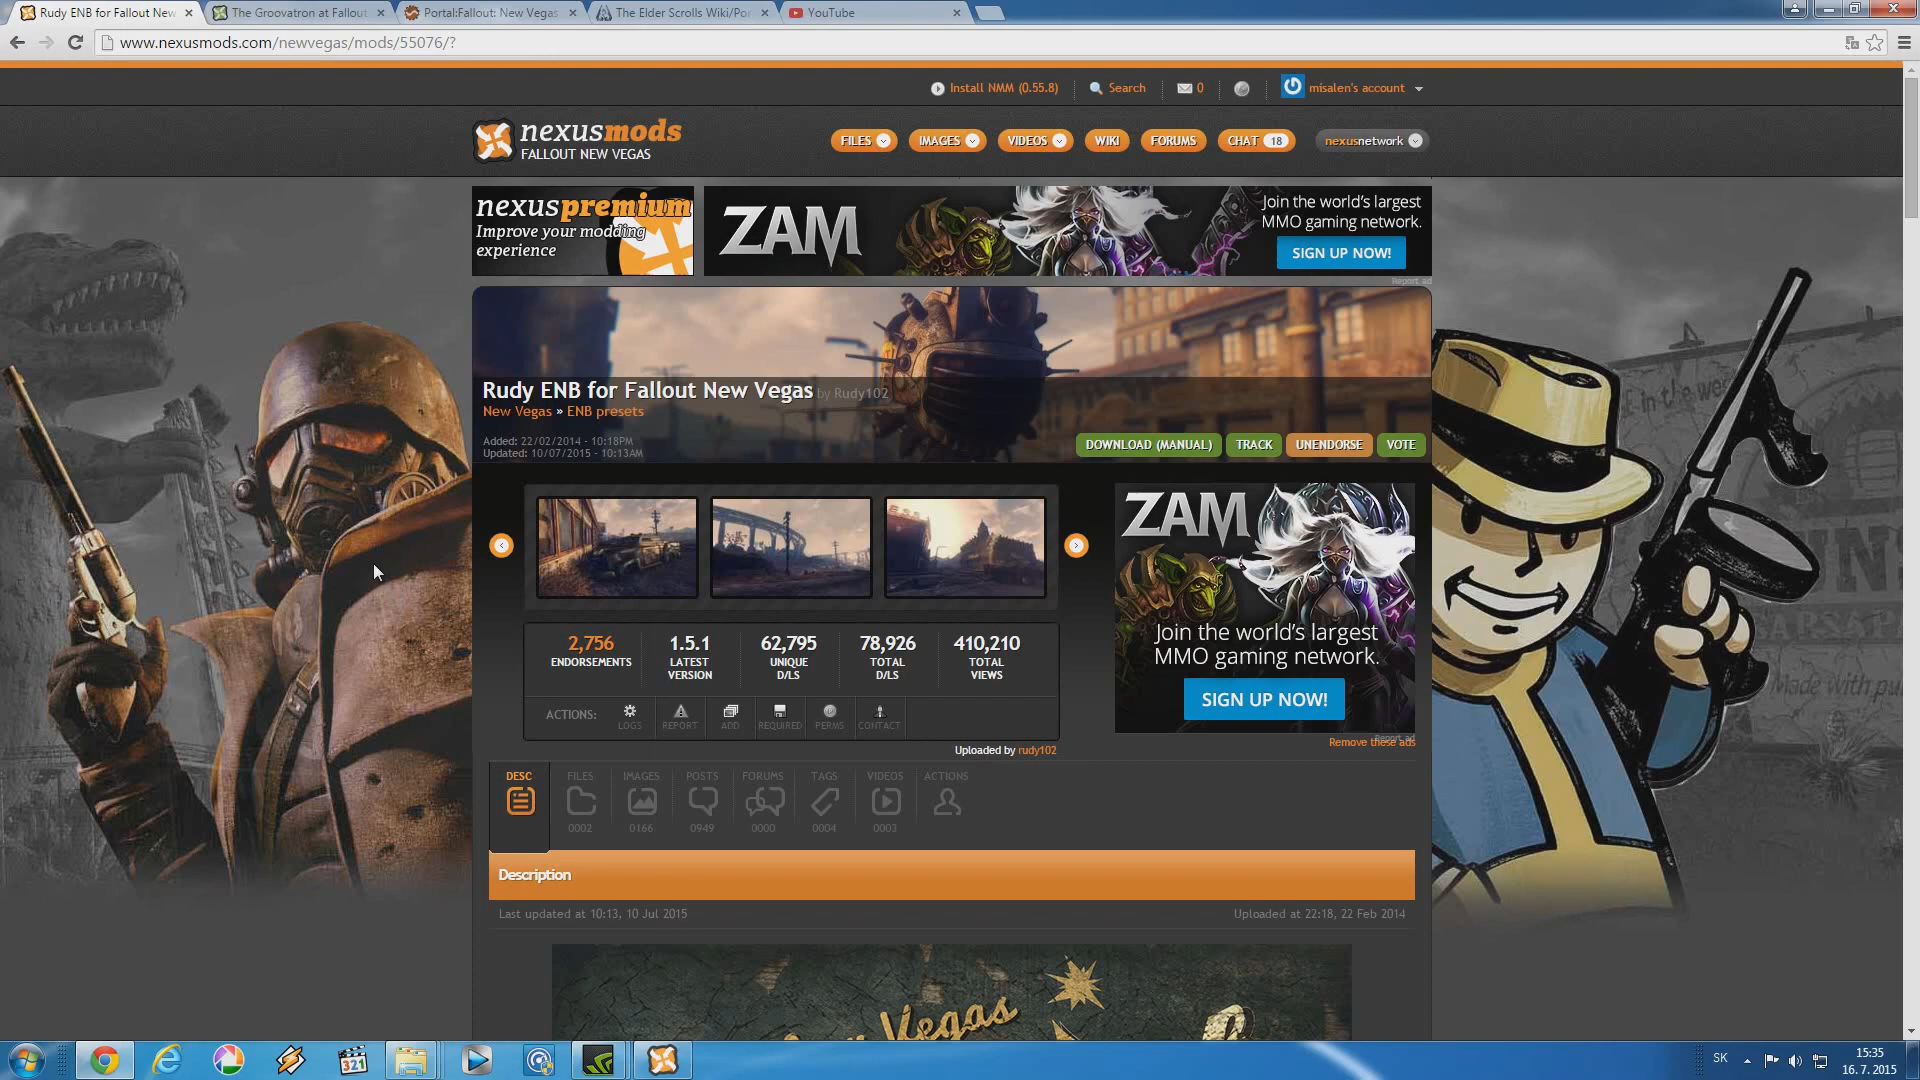 Rudy ENB for Fallout New
The Groovatron at Fallout
Portal:Fallout: New Vegas
The Elder Scrolls Wiki/Por
YouTube
www.nexusmods.com/newvegas/mods/55076/?
Install NMM (0.55.8)
Search
0
misalen's account
nexusmods
FALLOUT NEW VEGAS
FILES
IMAGES
VIDEOS
WIKI
FORUMS
CHAT 18
nexusnetwork
nexuspremium
Improve your modding
experience
ZAM
Join the world's largest
MMO gaming network.
SIGN UP NOW!
Report ad
Rudy ENB for Fallout New Vegas by Rudy102
New Vegas » ENB presets
Added: 22/02/2014 - 10:18PM
Updated: 10/07/2015 - 10:13AM
DOWNLOAD (MANUAL)
TRACK
UNENDORSE
VOTE
ZAM
Join the world's largest
MMO gaming network.
SIGN UP NOW!
Report ad
Remove these ads
2,756
ENDORSEMENTS
1.5.1
LATEST
VERSION
62,795
UNIQUE
D/LS
78,926
TOTAL
D/LS
410,210
TOTAL
VIEWS
ACTIONS:
LOGS
REPORT
ADD
REQUIRED
PERMS
CONTACT
Uploaded by rudy102
DESC
FILES
0002
IMAGES
0166
POSTS
0949
FORUMS
0000
TAGS
0004
VIDEOS
0003
ACTIONS
Description
Last updated at 10:13, 10 Jul 2015
Uploaded at 22:18, 22 Feb 2014
Vegas
Made with pu
321
SK
15:35
16. 7. 2015